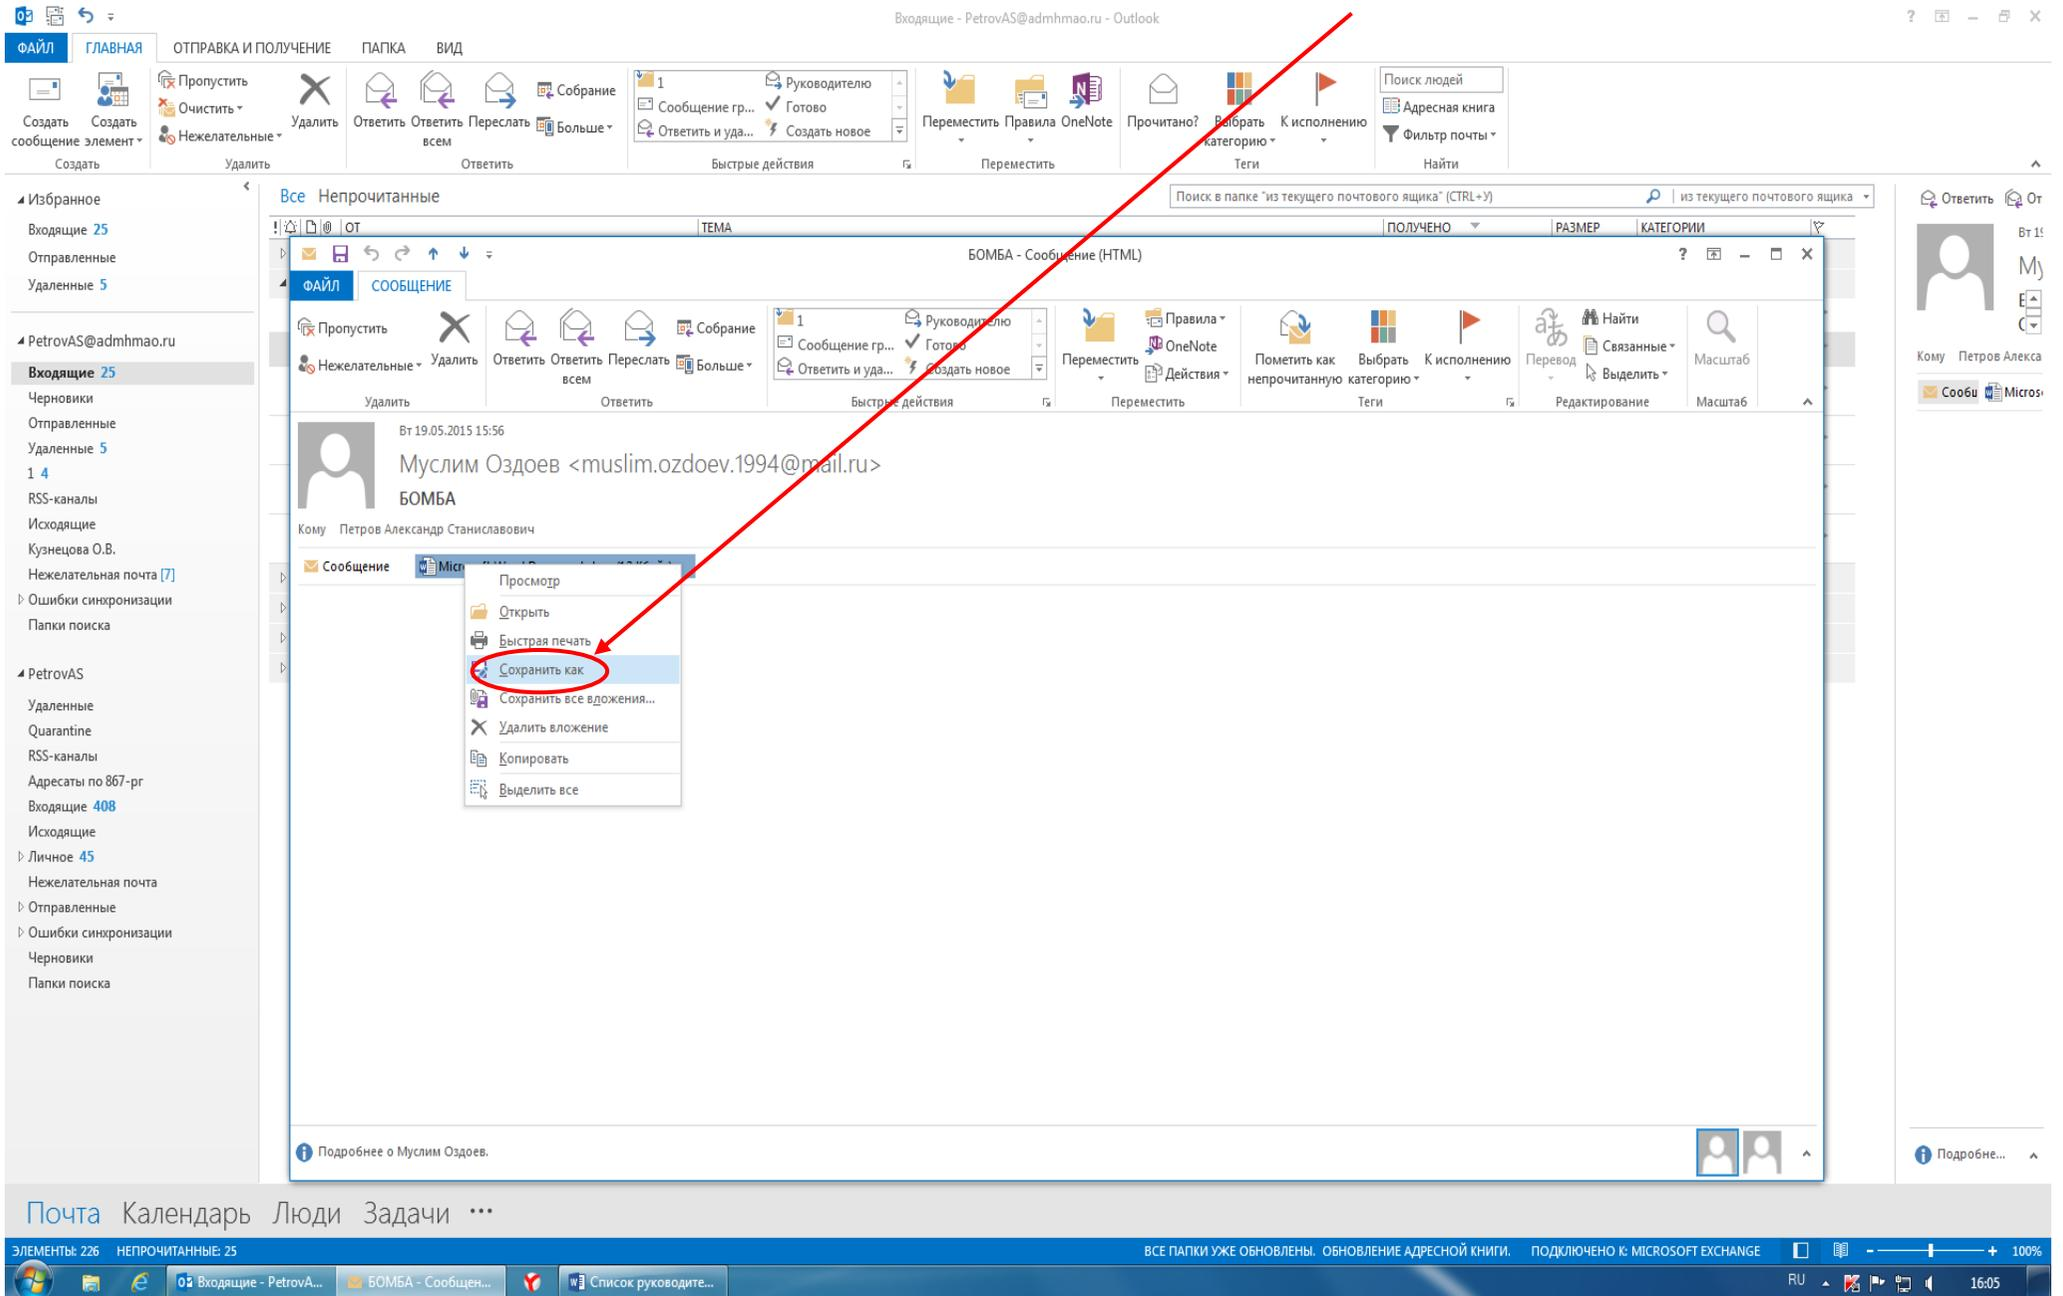 Входящие - PetrovAS@admhmao.ru - Outlook
ФАЙЛ ГЛАВНАЯ ОТПРАВКА И ПОЛУЧЕНИЕ ПАПКА ВИД
Создать сообщение
Создать элемент
Создать
Пропустить
Очистить
Нежелательные
Удалить
Удалить
Ответить
Ответить всем
Переслать
Собрание
Больше
Ответить
1
Сообщение гр...
Ответить и уда...
Руководителю
Готово
Создать новое
Быстрые действия
Переместить
Правила
OneNote
Переместить
Прочитано?
Выбрать категорию
К исполнению
Теги
Поиск людей
Адресная книга
Фильтр почты
Найти
Избранное
Входящие 25
Отправленные
Удаленные 5
PetrovAS@admhmao.ru
Входящие 25
Черновики
Отправленные
Удаленные 5
1 4
RSS-каналы
Исходящие
Кузнецова О.В.
Нежелательная почта [7]
Ошибки синхронизации
Папки поиска
PetrovAS
Удаленные
Quarantine
RSS-каналы
Адресаты по 867-рг
Входящие 408
Исходящие
Личное 45
Нежелательная почта
Отправленные
Ошибки синхронизации
Черновики
Папки поиска
Все Непрочитанные
Поиск в папке "из текущего почтового ящика" (CTRL+У)
из текущего почтового ящика
ОТ ТЕМА ПОЛУЧЕНО РАЗМЕР КАТЕГОРИИ
БОМБА - Сообщение (HTML)
ФАЙЛ СООБЩЕНИЕ
Пропустить
Нежелательные
Удалить
Удалить
Ответить
Ответить всем
Переслать
Собрание
Больше
Ответить
1
Сообщение гр...
Ответить и уда...
Руководителю
Готово
Создать новое
Быстрые действия
Переместить
Правила
OneNote
Действия
Переместить
Пометить как непрочитанную
Выбрать категорию
К исполнению
Теги
Перевод
Найти
Связанные
Выделить
Редактирование
Масштаб
Масштаб
Вт 19.05.2015 15:56
Муслим Оздоев <muslim.ozdoev.1994@mail.ru>
БОМБА
Кому Петров Александр Станиславович
Сообщение
Просмотр
Открыть
Быстрая печать
Сохранить как
Сохранить все вложения...
Удалить вложение
Копировать
Выделить все
Подробнее о Муслим Оздоев.
Ответить От
Вт 19
Му
Кому Петров Алекса
Сообщ Micros
Подробне...
Почта Календарь Люди Задачи ...
ЭЛЕМЕНТЫ: 226 НЕПРОЧИТАННЫЕ: 25
ВСЕ ПАПКИ УЖЕ ОБНОВЛЕНЫ. ОБНОВЛЕНИЕ АДРЕСНОЙ КНИГИ. ПОДКЛЮЧЕНО К: MICROSOFT EXCHANGE 100%
Входящие - PetrovA...
БОМБА - Сообщен...
Список руководите...
RU 16:05